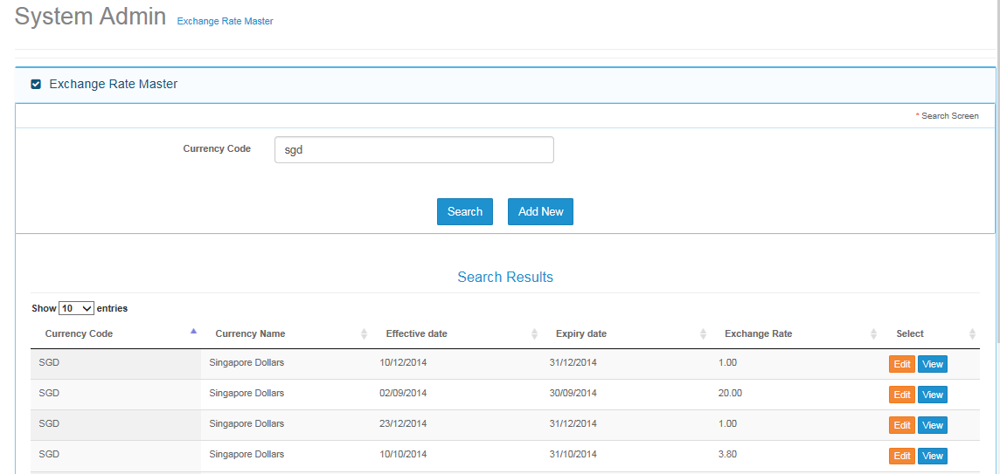 System Admin Exchange Rate Master
Exchange Rate Master
* Search Screen
Currency Code sgd
Search Add New
Search Results
Show 10 entries
Currency Code Currency Name Effective date Expiry date Exchange Rate Select
SGD Singapore Dollars 10/12/2014 31/12/2014 1.00 Edit View
SGD Singapore Dollars 02/09/2014 30/09/2014 20.00 Edit View
SGD Singapore Dollars 23/12/2014 31/12/2014 1.00 Edit View
SGD Singapore Dollars 10/10/2014 31/10/2014 3.80 Edit View